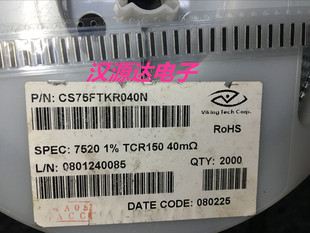 汉源达电子
P/N: CS75FTKR040N
Viking Tech Corp.
RoHS
SPEC: 7520 1% TCR150 40mΩ
L/N: 0801240085
QTY: 2000
DATE CODE: 080225